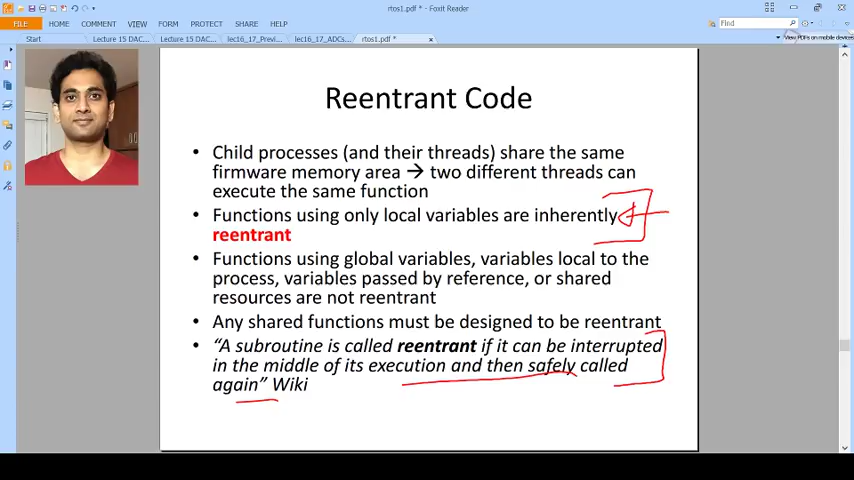 rtos1.pdf * - Foxit Reader
FILE HOME COMMENT VIEW FORM PROTECT SHARE HELP
Find
View PDFs on mobile devices
Start Lecture 15 DAC... Lecture 15 DAC... lec16_17_Previ... lec16_17_ADCs... rtos1.pdf *
Reentrant Code
• Child processes (and their threads) share the same
firmware memory area → two different threads can
execute the same function
• Functions using only local variables are inherently
reentrant
• Functions using global variables, variables local to the
process, variables passed by reference, or shared
resources are not reentrant
• Any shared functions must be designed to be reentrant
• “A subroutine is called reentrant if it can be interrupted
in the middle of its execution and then safely called
again” Wiki